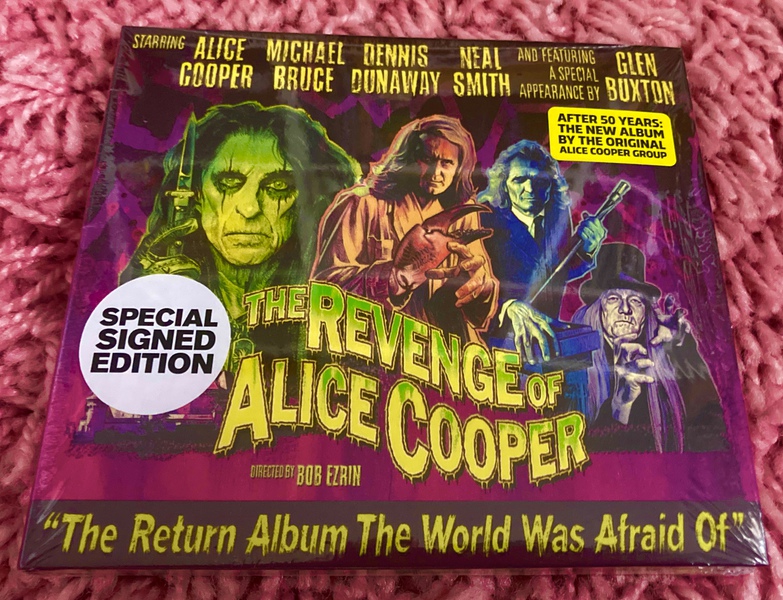 STARRING ALICE COOPER MICHAEL BRUCE DENNIS DUNAWAY NEAL SMITH AND FEATURING A SPECIAL APPEARANCE BY GLEN BUXTON
AFTER 50 YEARS:
THE NEW ALBUM
BY THE ORIGINAL
ALICE COOPER GROUP
SPECIAL
SIGNED
EDITION
THE REVENGE OF
ALICE COOPER
DIRECTED BY BOB EZRIN
“The Return Album The World Was Afraid Of”